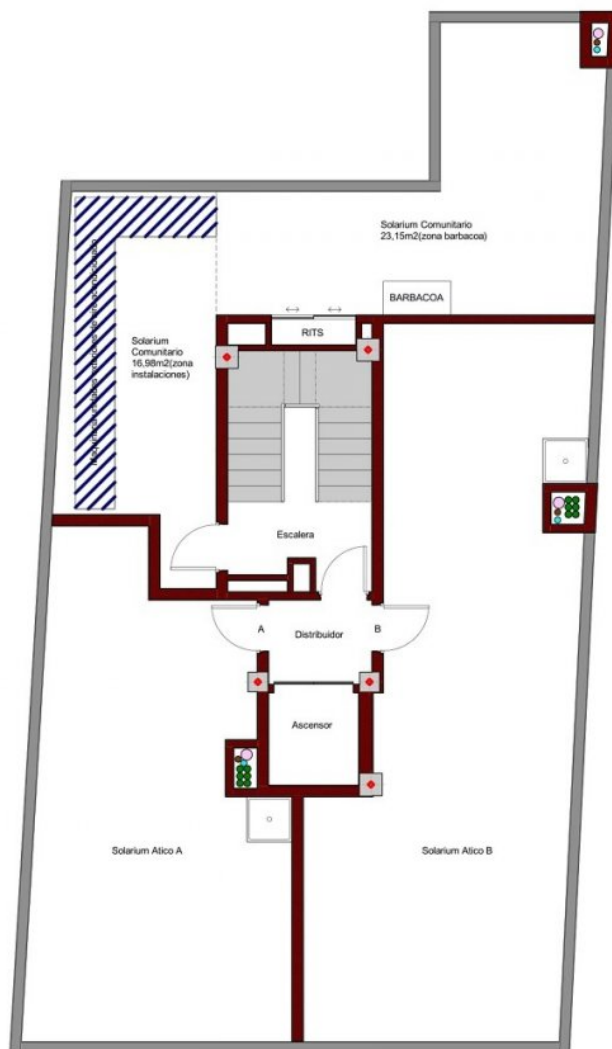 Solarium Comunitario
23,15m2(zona barbacoa)
BARBACOA
RITS
Solarium
Comunitario
16,98m2(zona
instalaciones)
Escalera
A
Distribuidor
B
Ascensor
Solarium Atico A
Solarium Atico B